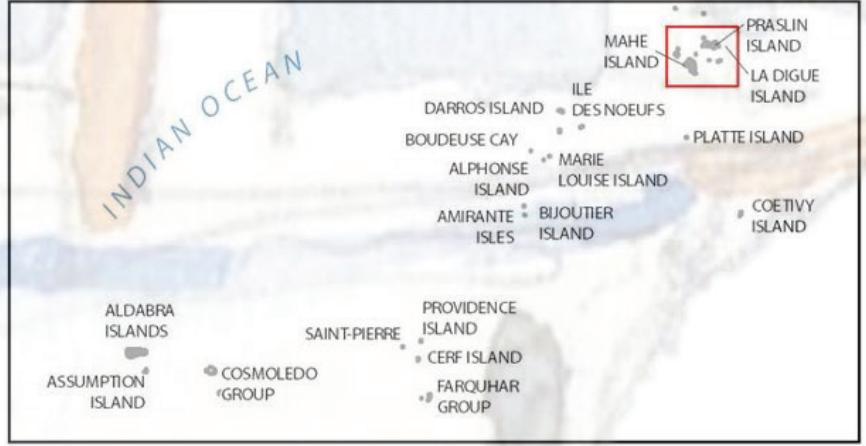 PRASLIN
ISLAND
MAHE
ISLAND
LA DIGUE
ISLAND
ILE
DES NOEUFS
DARROS ISLAND
BOUDEUSE CAY
PLATTE ISLAND
ALPHONSE
ISLAND
MARIE
LOUISE ISLAND
INDIAN OCEAN
AMIRANTE
ISLES
BIJOUTIER
ISLAND
COETIVY
ISLAND
ALDABRA
ISLANDS
PROVIDENCE
ISLAND
SAINT-PIERRE
CERF ISLAND
ASSUMPTION
ISLAND
COSMOLEDO
GROUP
FARQUHAR
GROUP